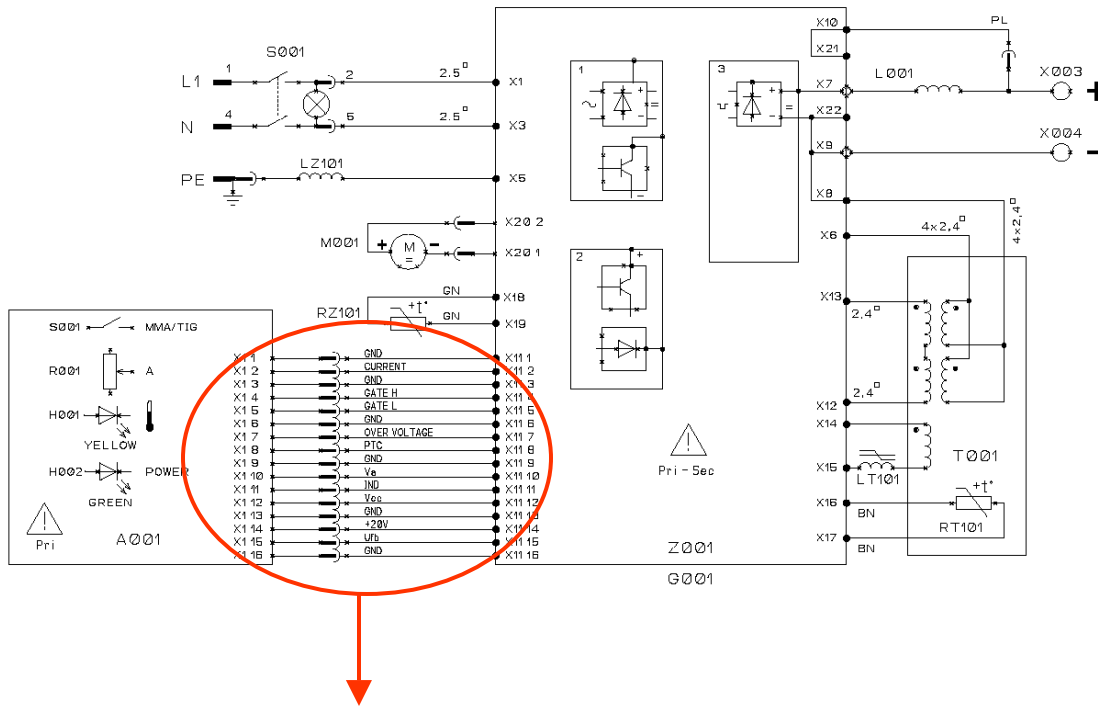 S001
L1 1 2 2.5□ X1
N 4 5 2.5□ X3
PE LZ101 X5
X20 2
M001 + M = -
X20 1
GN X18
RZ101 +t°
GN X19
S001 MMA/TIG
R001 A
H001
YELLOW
H002 POWER
GREEN
Pri
A001
X1 1 GND X11 1
X1 2 CURRENT X11 2
X1 3 GND X11 3
X1 4 GATE H X11 4
X1 5 GATE L X11 5
X1 6 GND X11 6
X1 7 OVER VOLTAGE X11 7
X1 8 PTC X11 8
X1 9 GND X11 9
X1 10 Va X11 10
X1 11 IND X11 11
X1 12 Vcc X11 12
X1 13 GND X11 13
X1 14 +20V X11 14
X1 15 Ufb X11 15
X1 16 GND X11 16
1
~ + - =
-
2
+
3
+ - =
Pri - Sec
Z001
G001
X10 PL
X21
X7 L001 X003 +
X22
X9 X004 -
X8
X6 4x2,4□
4x2,4□
X13
2,4□
2,4□
X12
X14
T001
X15 LT101
X16 BN +t°
RT101
X17 BN